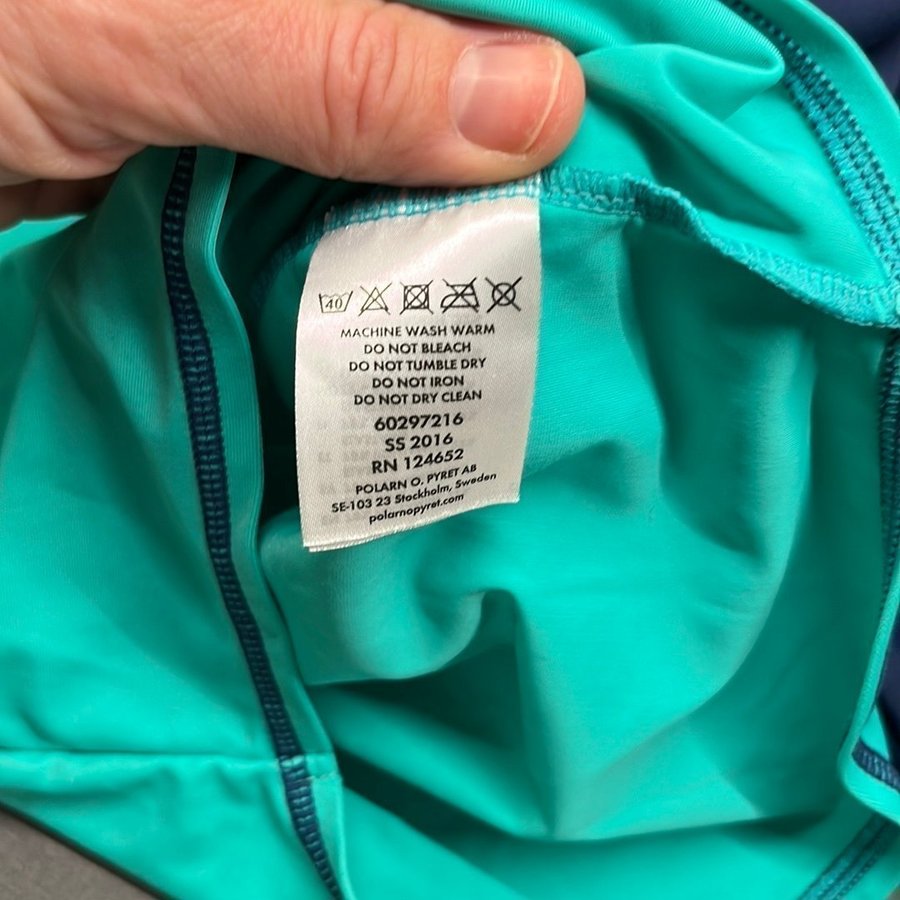 40
MACHINE WASH WARM
DO NOT BLEACH
DO NOT TUMBLE DRY
DO NOT IRON
DO NOT DRY CLEAN
60297216
SS 2016
RN 124652
POLARN O. PYRET AB
SE-103 23 Stockholm, Sweden
polarnopyret.com